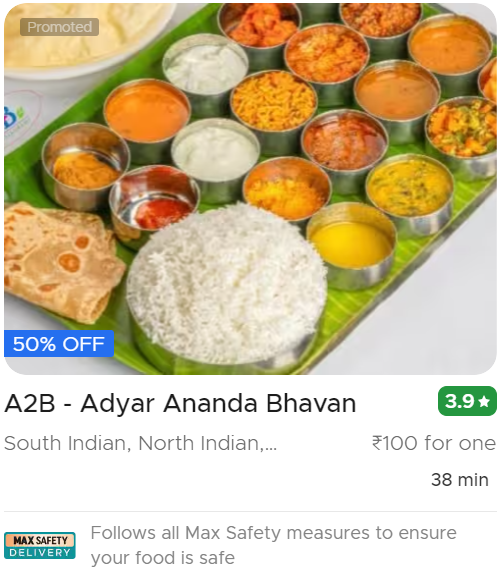 Promoted
50% OFF
A2B - Adyar Ananda Bhavan
3.9★
South Indian, North Indian,...
₹100 for one
38 min
MAX SAFETY
DELIVERY
Follows all Max Safety measures to ensure
your food is safe